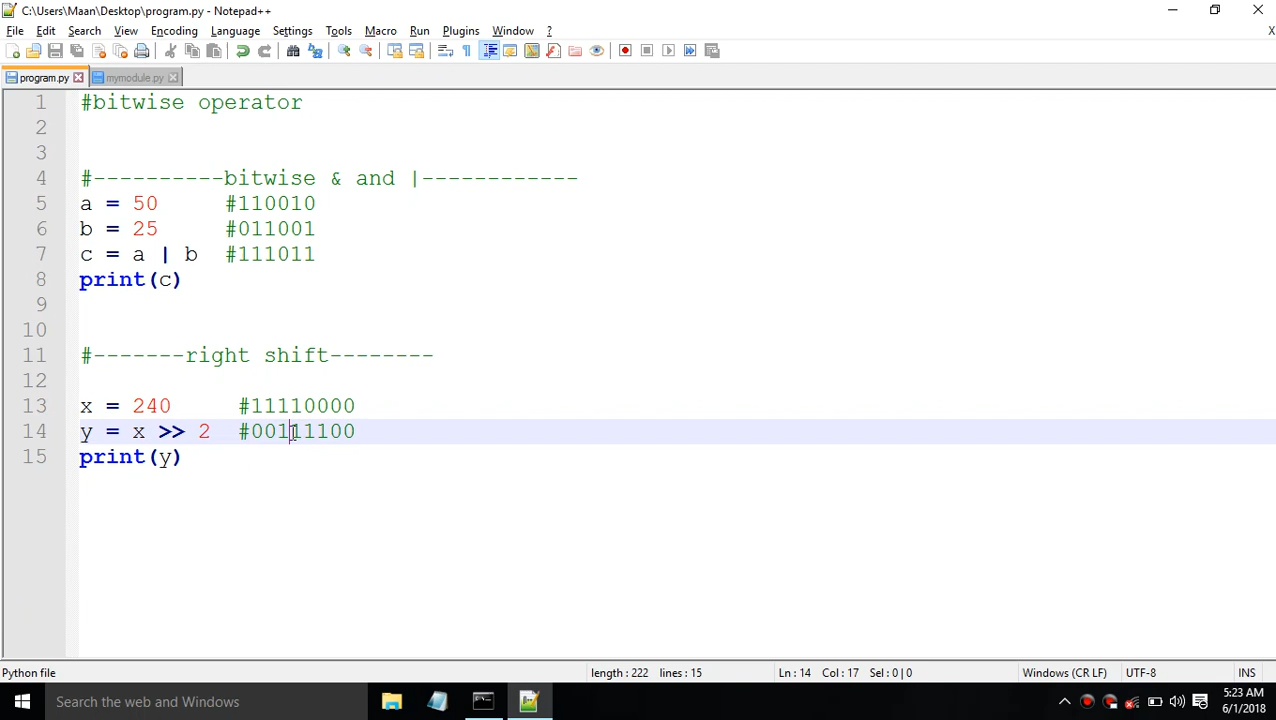 C:\Users\Maan\Desktop\program.py - Notepad++
File Edit Search View Encoding Language Settings Tools Macro Run Plugins Window ? X
program.py mymodule.py
1 #bitwise operator
2
3
4 #----------bitwise & and |------------
5 a = 50 #110010
6 b = 25 #011001
7 c = a | b #111011
8 print(c)
9
10
11 #-------right shift--------
12
13 x = 240 #11110000
14 y = x >> 2 #00111100
15 print(y)
Python file length : 222 lines : 15 Ln : 14 Col : 17 Sel : 0 | 0 Windows (CR LF) UTF-8 INS
Search the web and Windows 5:23 AM
6/1/2018